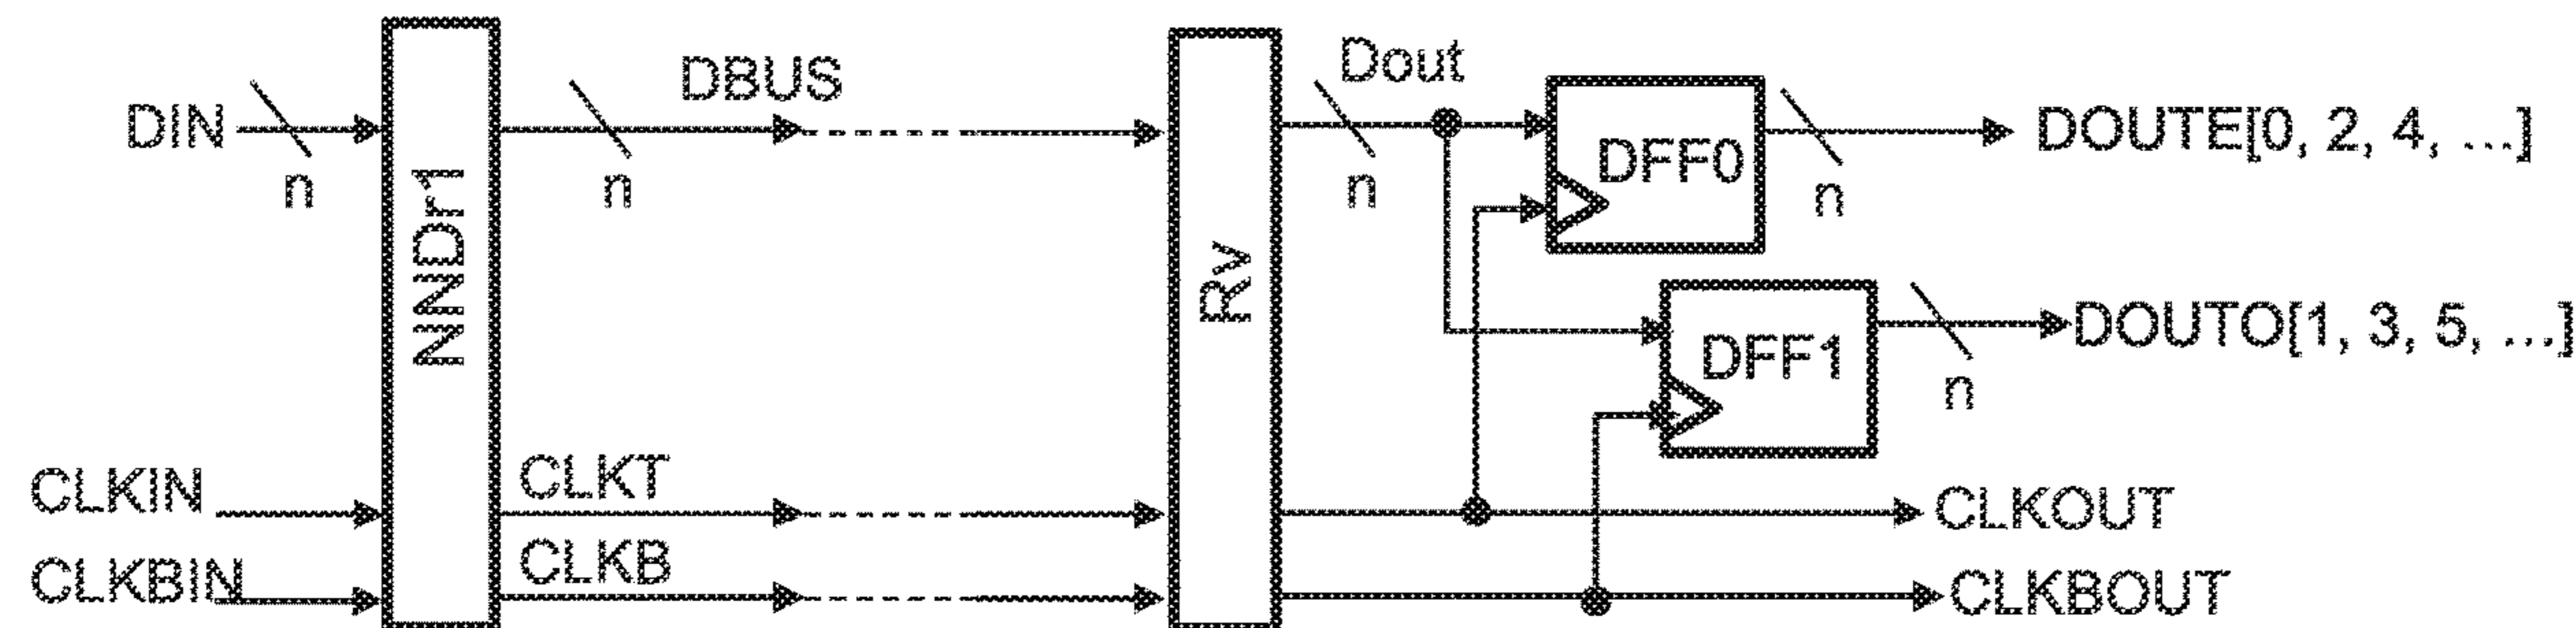 DIN
n
NNDr1
DBUS
n
Rv
Dout
n
DFF0
n
DOUTE[0, 2, 4, ...]
DFF1
n
DOUTO[1, 3, 5, ...]
CLKIN
CLKT
CLKOUT
CLKBIN
CLKB
CLKBOUT